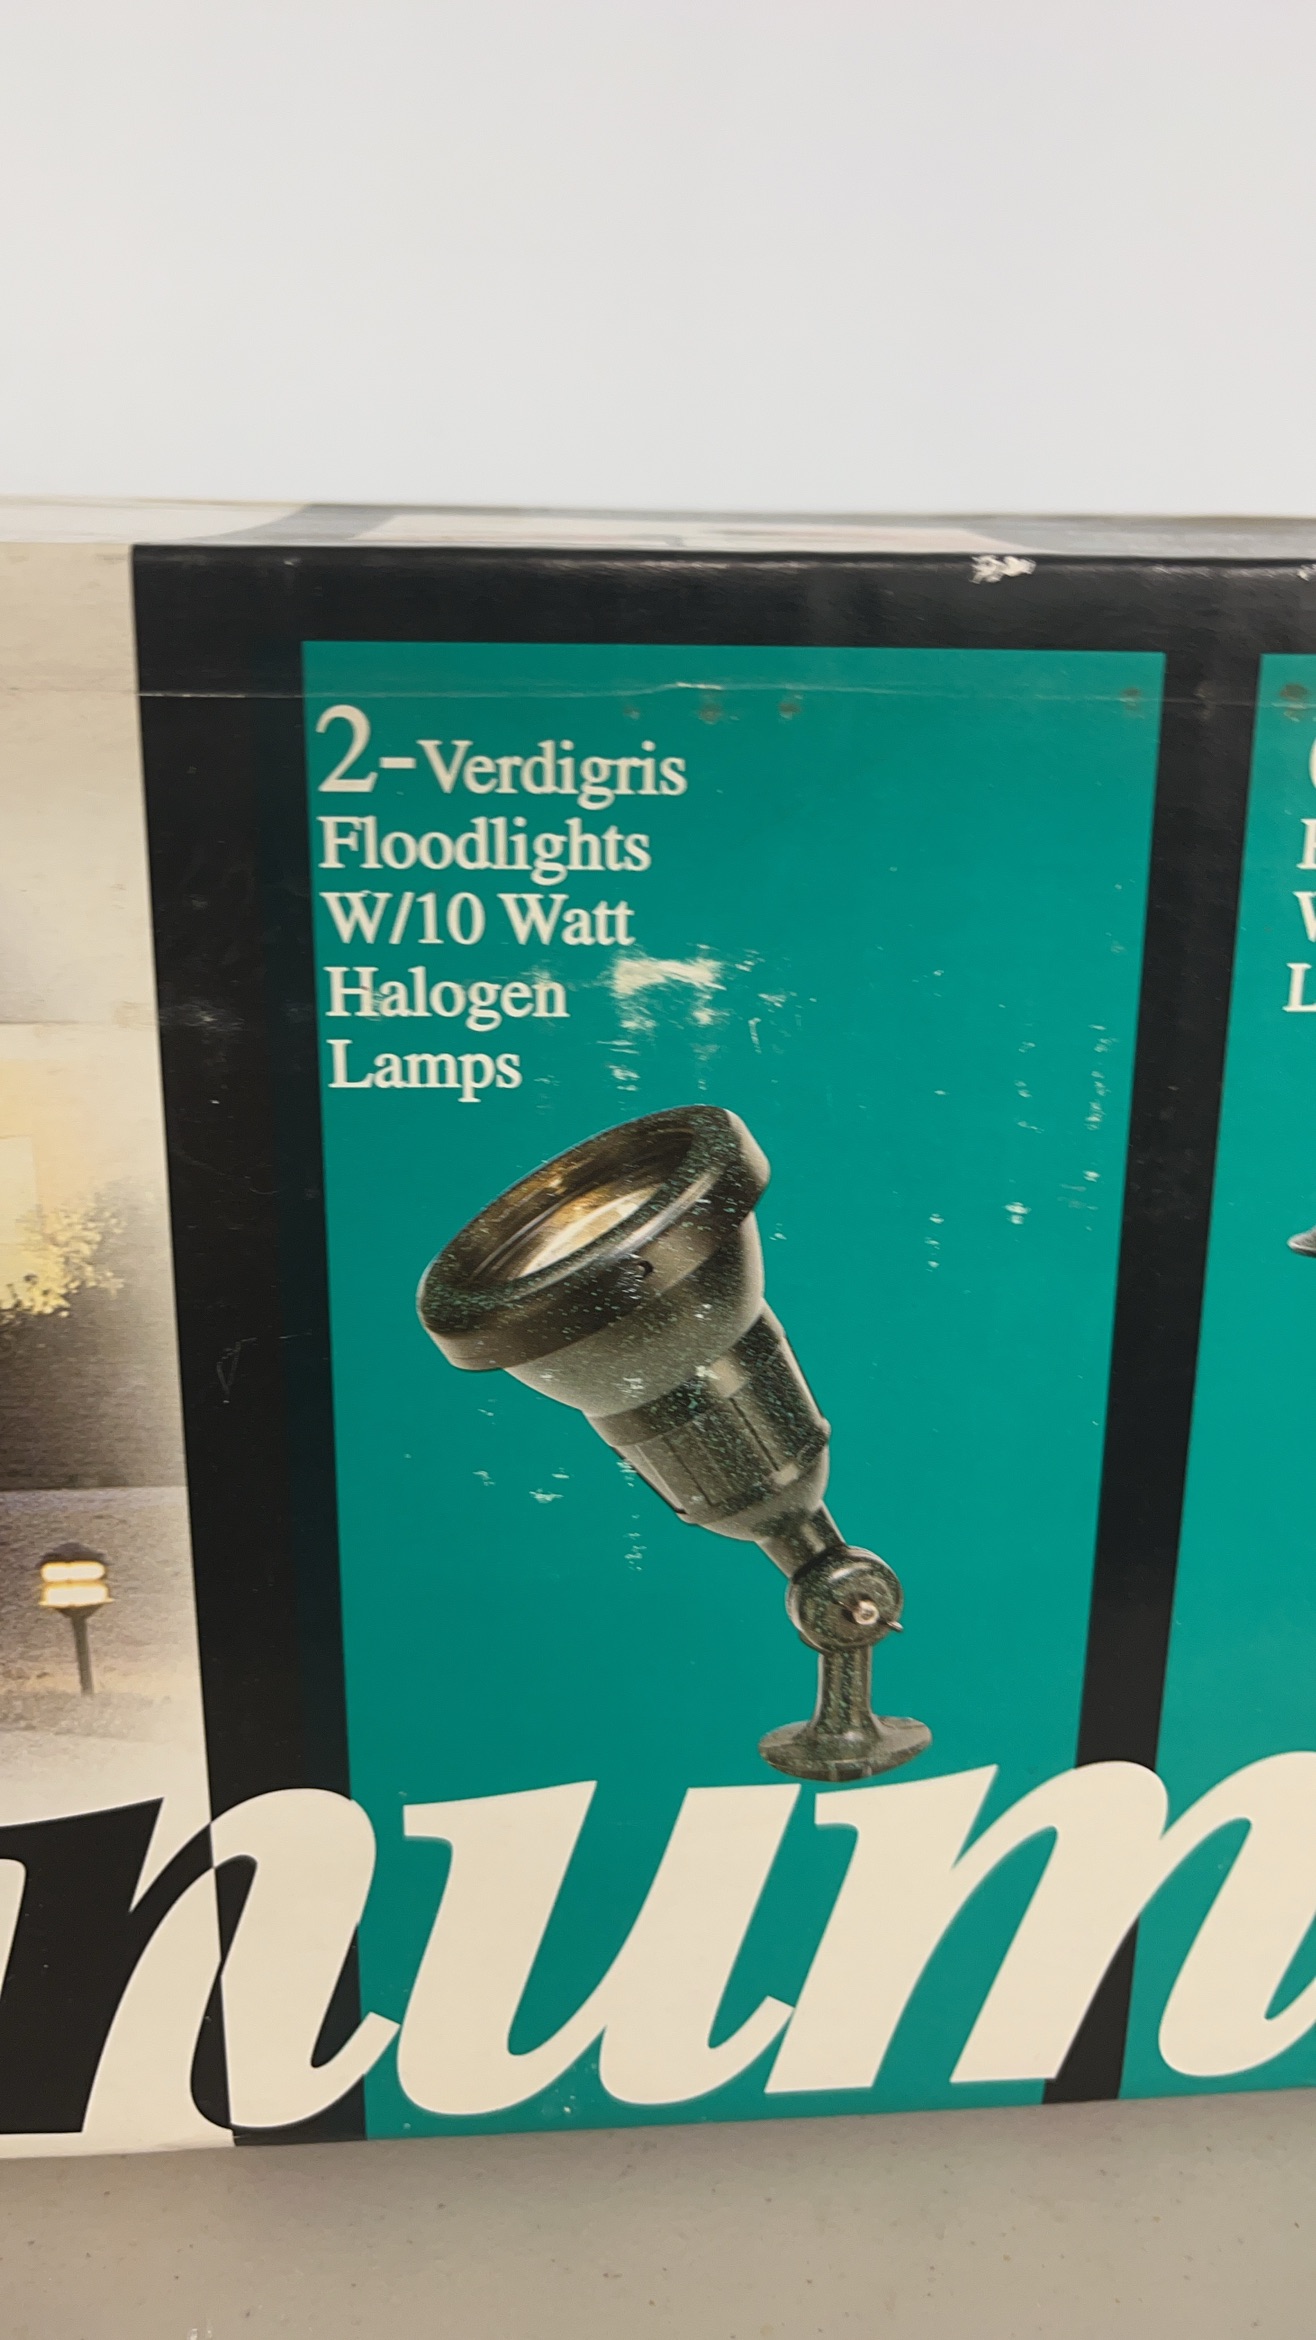 2-Verdigris
Floodlights
W/10 Watt
Halogen
Lamps
num